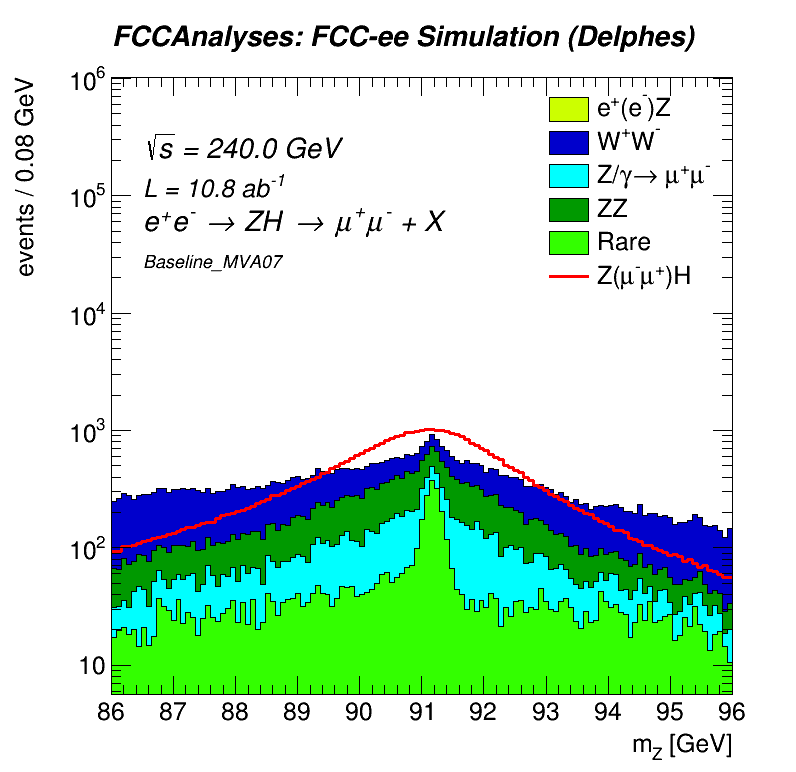 FCCAnalyses: FCC-ee Simulation (Delphes)
events / 0.08 GeV
10⁶
10⁵
10⁴
10³
10²
10
√s = 240.0 GeV
L = 10.8 ab⁻¹
e⁺e⁻ → ZH → μ⁺μ⁻ + X
Baseline_MVA07
e⁺(e⁻)Z
W⁺W⁻
Z/γ→ μ⁺μ⁻
ZZ
Rare
Z(μ⁻μ⁺)H
86 87 88 89 90 91 92 93 94 95 96
m_Z [GeV]